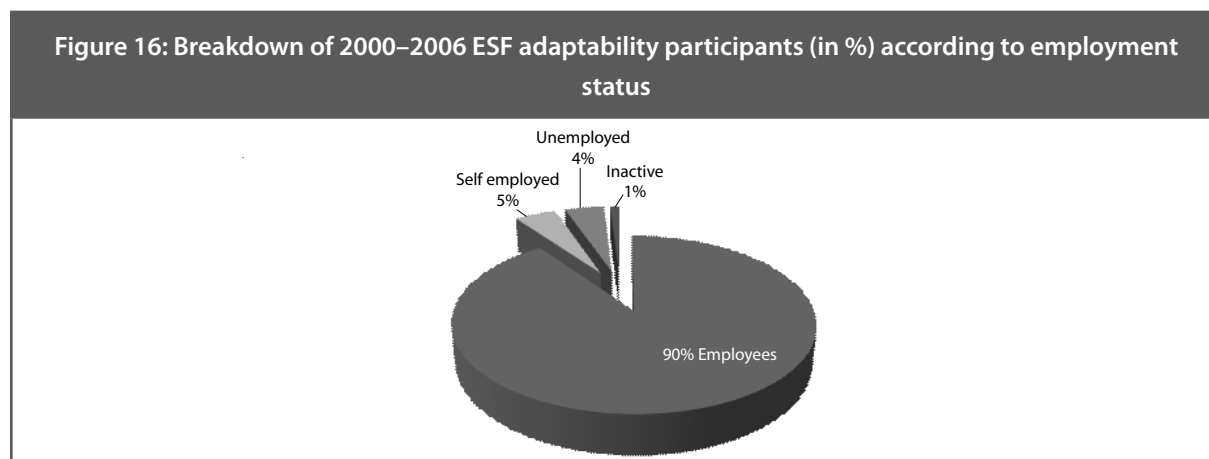 Figure 16: Breakdown of 2000–2006 ESF adaptability participants (in %) according to employment
status
Unemployed
4%
Inactive
1%
Self employed
5%
90% Employees